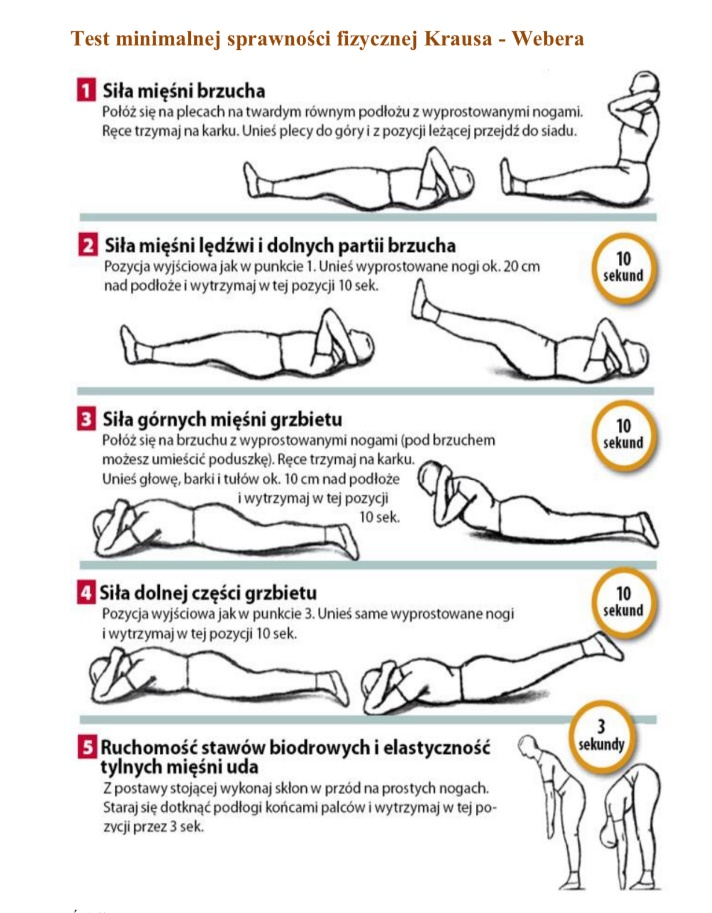 Test minimalnej sprawności fizycznej Krausa - Webera
1 Siła mięśni brzucha
Połóż się na plecach na twardym równym podłożu z wyprostowanymi nogami.
Ręce trzymaj na karku. Unieś plecy do góry i z pozycji leżącej przejdź do siadu.
2 Siła mięśni lędźwi i dolnych partii brzucha
Pozycja wyjściowa jak w punkcie 1. Unieś wyprostowane nogi ok. 20 cm
nad podłoże i wytrzymaj w tej pozycji 10 sek.
10
sekund
3 Siła górnych mięśni grzbietu
Połóż się na brzuchu z wyprostowanymi nogami (pod brzuchem
możesz umieścić poduszkę). Ręce trzymaj na karku.
Unieś głowę, barki i tułów ok. 10 cm nad podłoże
i wytrzymaj w tej pozycji
10 sek.
10
sekund
4 Siła dolnej części grzbietu
Pozycja wyjściowa jak w punkcie 3. Unieś same wyprostowane nogi
i wytrzymaj w tej pozycji 10 sek.
10
sekund
5 Ruchomość stawów biodrowych i elastyczność
tylnych mięśni uda
Z postawy stojącej wykonaj skłon w przód na prostych nogach.
Staraj się dotknąć podłogi końcami palców i wytrzymaj w tej po-
zycji przez 3 sek.
3
sekundy